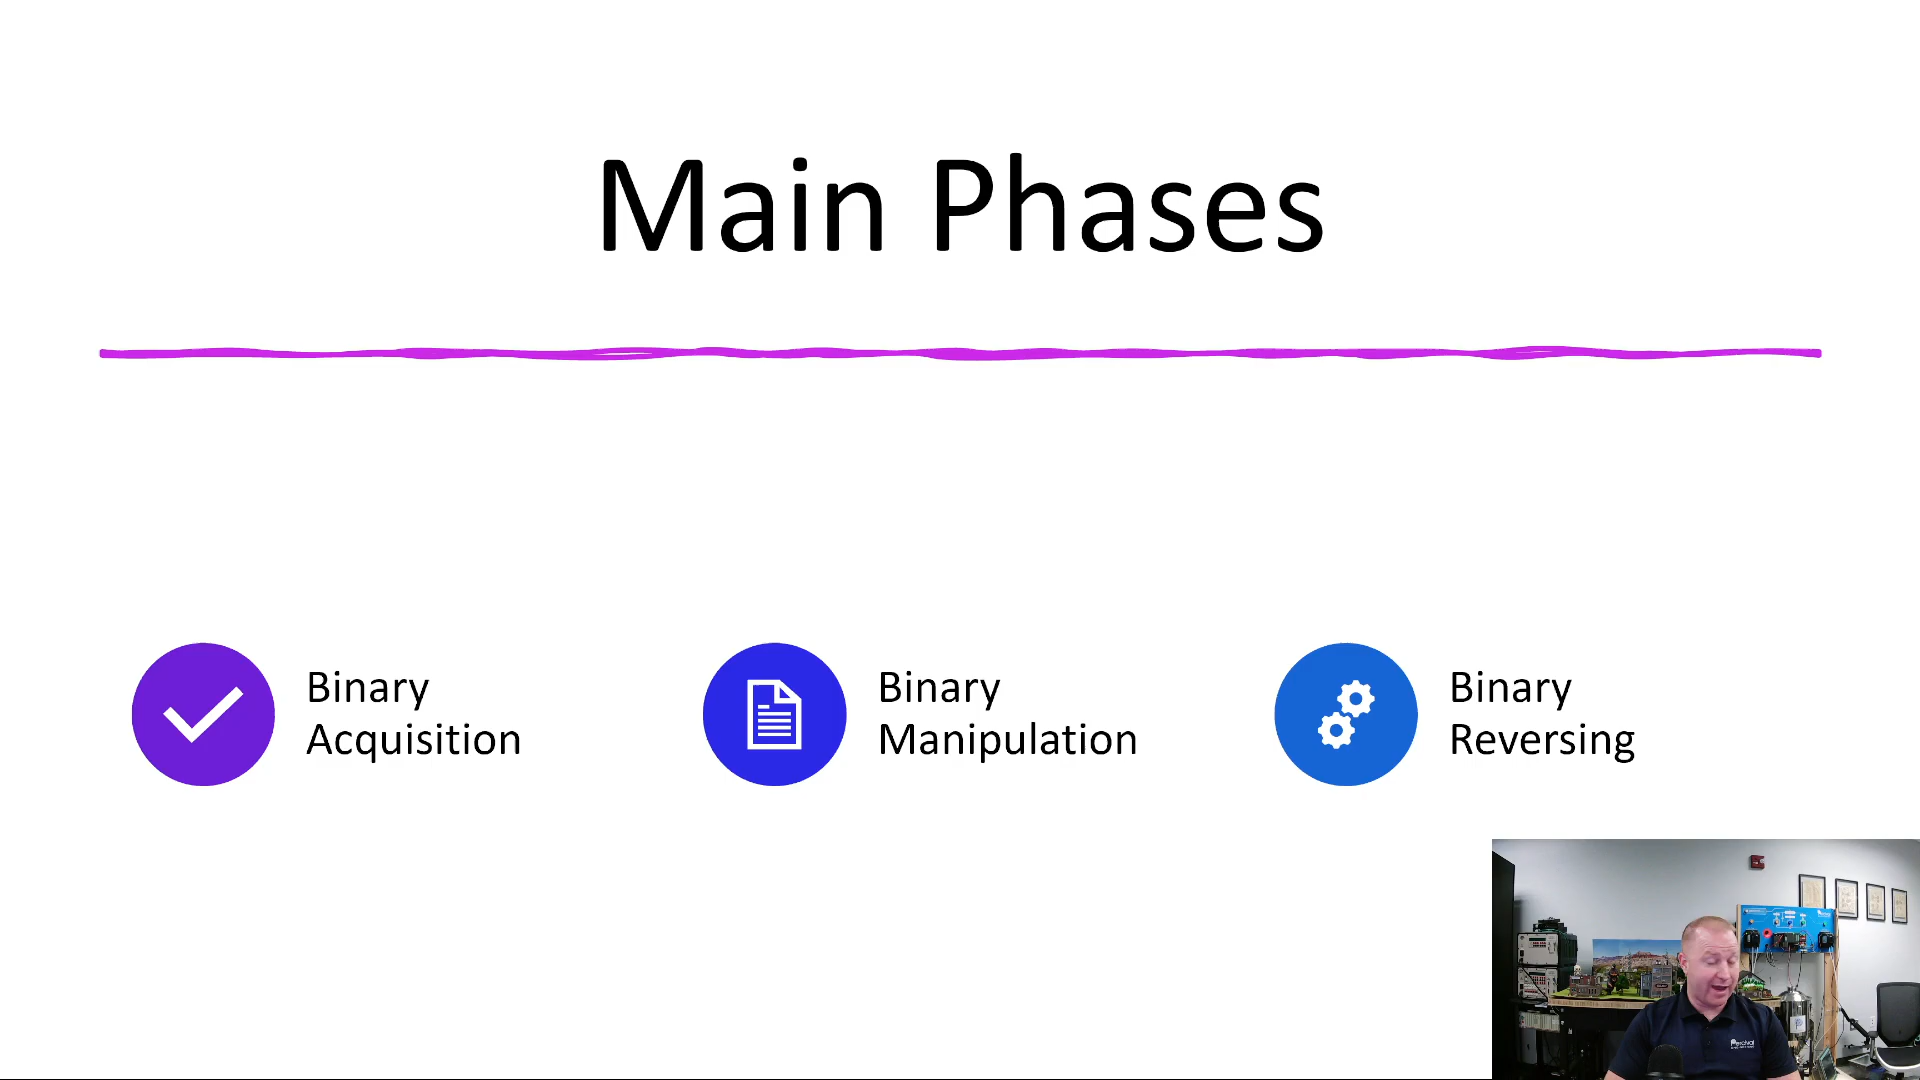 Main Phases
Binary
Acquisition
Binary
Manipulation
Binary
Reversing